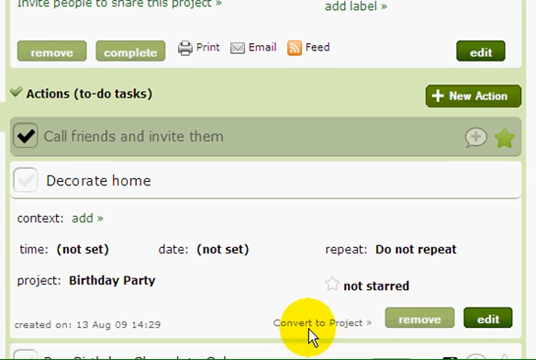 Invite people to share this project »
add label »
remove complete Print Email Feed edit
Actions (to-do tasks) New Action
Call friends and invite them
Decorate home
context: add »
time: (not set) date: (not set) repeat: Do not repeat
project: Birthday Party not starred
created on: 13 Aug 09 14:29 Convert to Project » remove edit